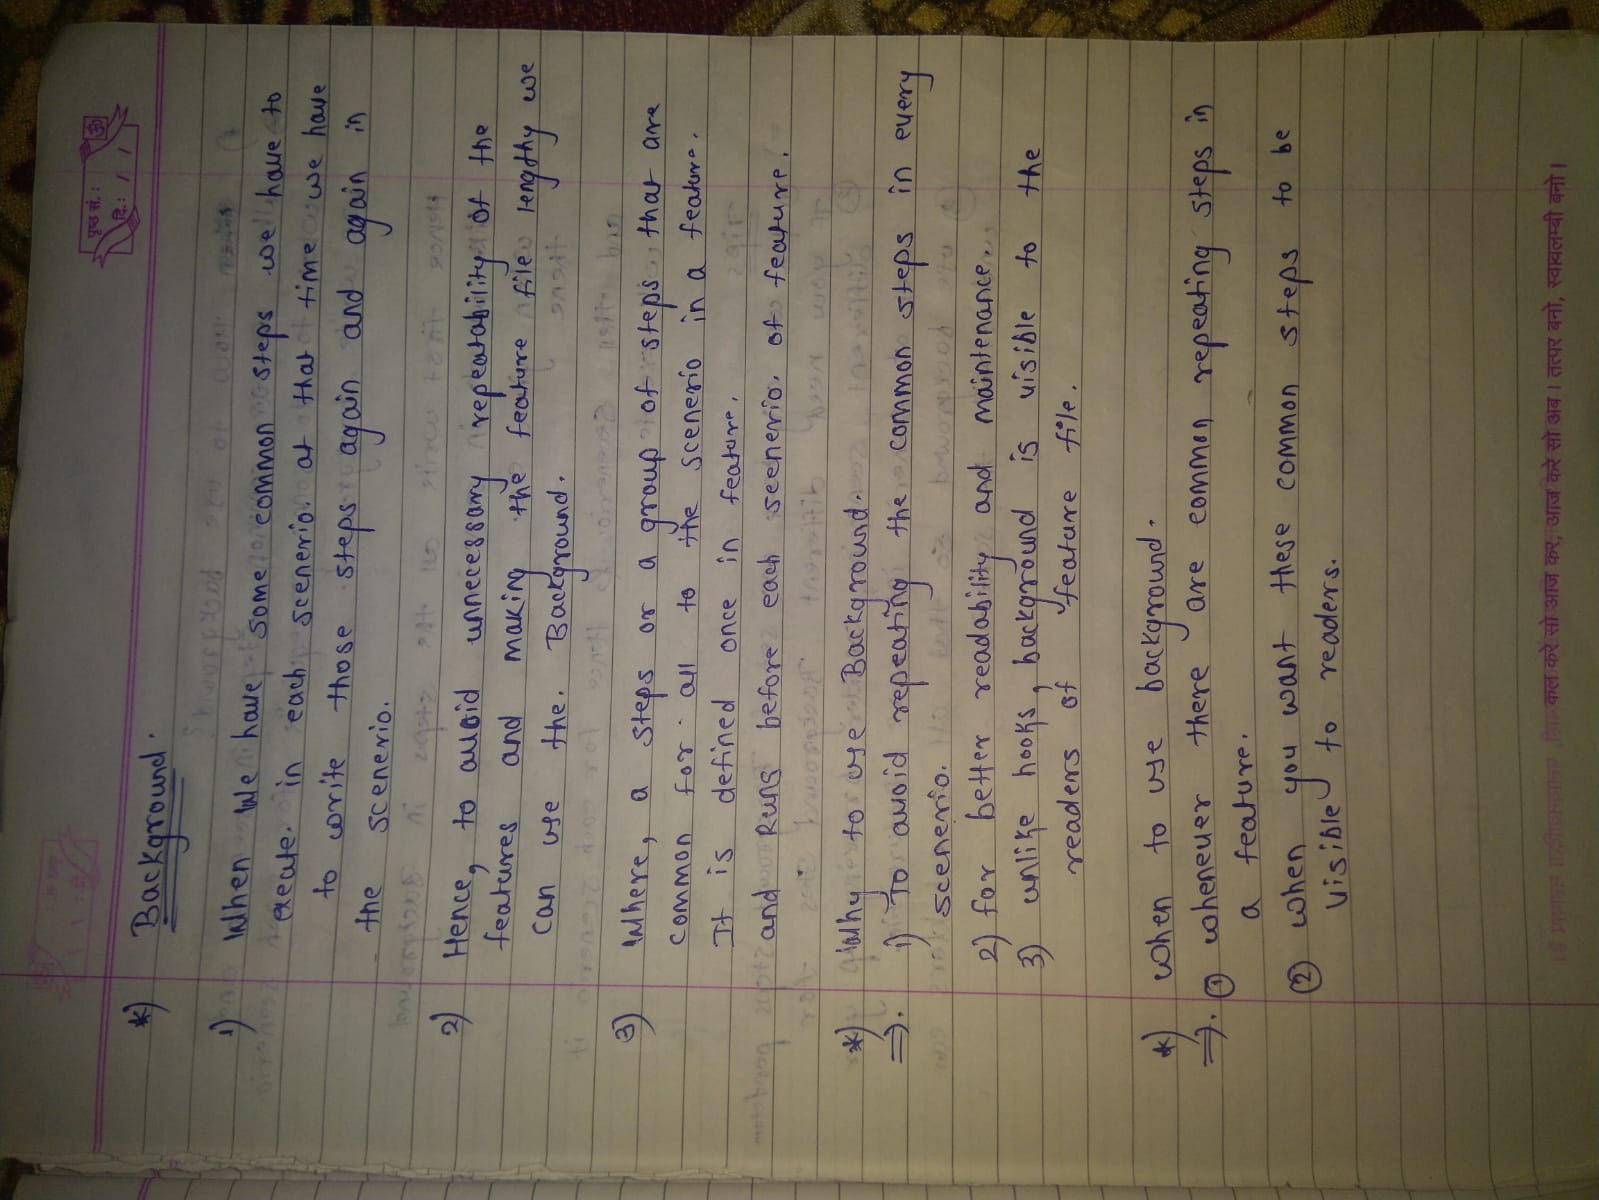 पृष्ठ सं.:
दि.: / /
*) Background.
1) When We have some common steps we have to
exeate. in each scenerio. at that time we have
to write those steps again and again in
the scenerio.
2) Hence, to avoid unnecessary repeatability of the
features and making the feature file lengthy we
can use the. Background.
3) Where, a steps or a group of steps that are
common for all to the scenerio in a feature.
It is defined once in feature.
and Runs before each scenerio. of feature.
*) Why to use Background.
⇒. 1) To avoid repeating the common steps in every
scenerio.
2) for better readability and maintenance.
3) unlike hooks, background is visible to the
readers of feature file.
*) when to use background.
⇒. ① whenever there are common repeating steps in
a feature.
② when you want these common steps to be
visible to readers.
कल करे सो आज कर, आज करे सो अब। तत्पर बनो, स्वावलम्बी बनो।